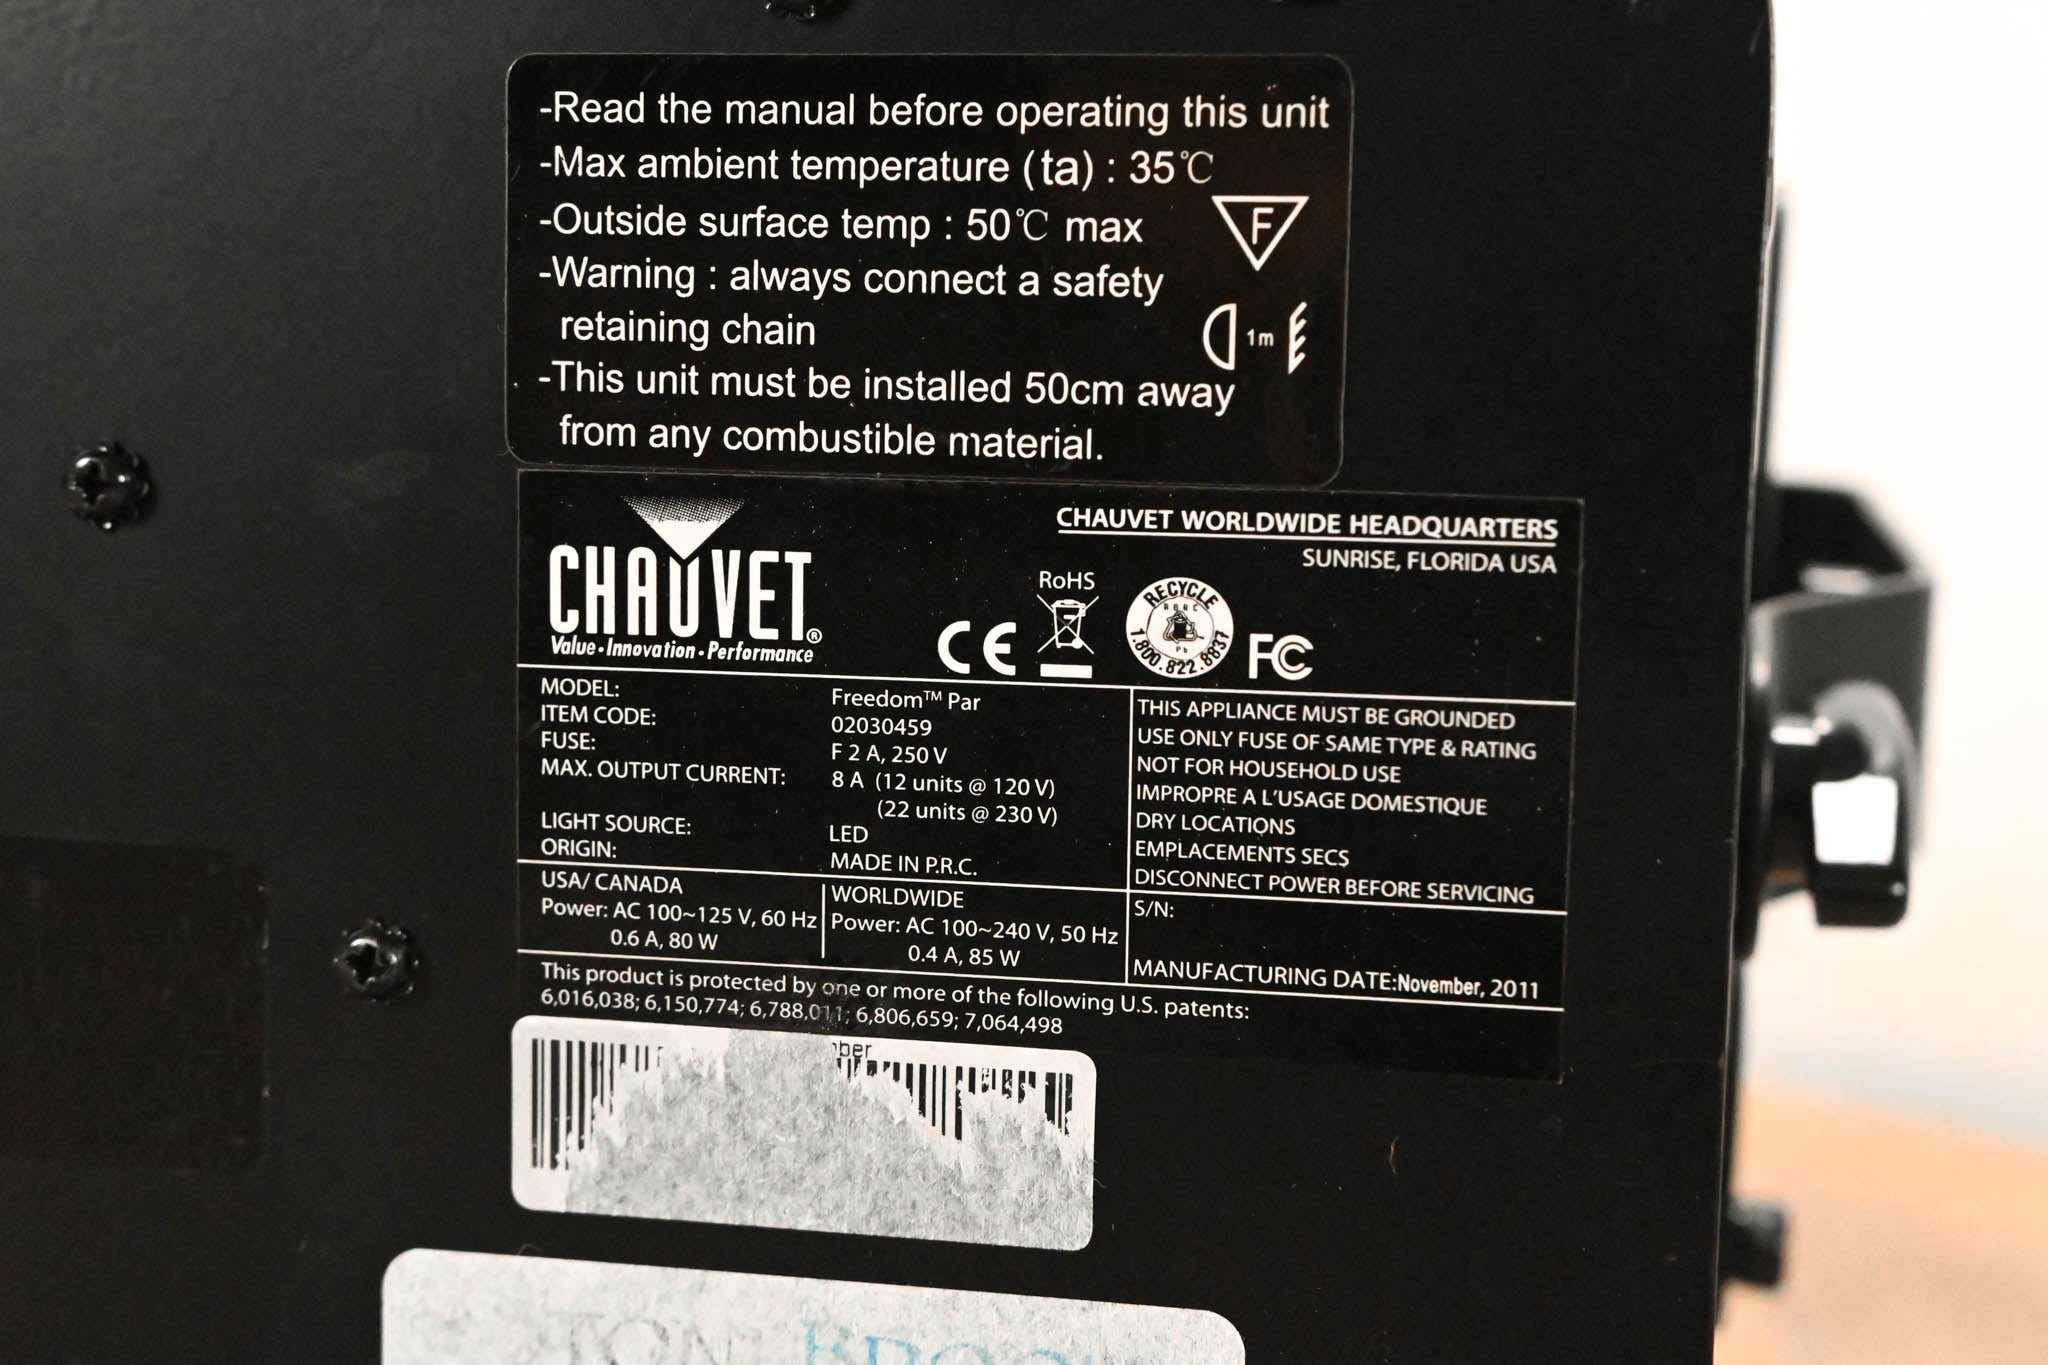 -Read the manual before operating this unit
-Max ambient temperature (ta) : 35℃
-Outside surface temp : 50℃ max
F
-Warning : always connect a safety
retaining chain
1m
-This unit must be installed 50cm away
from any combustible material.
CHAUVET WORLDWIDE HEADQUARTERS
SUNRISE, FLORIDA USA
CHAUVET®
Value • Innovation • Performance
CE
RoHS
RECYCLE
RBRC
Pb
1.800.822.8837
FC
MODEL: Freedom™ Par
ITEM CODE: 02030459
FUSE: F 2 A, 250 V
MAX. OUTPUT CURRENT: 8 A (12 units @ 120 V)
(22 units @ 230 V)
LIGHT SOURCE: LED
ORIGIN: MADE IN P.R.C.
THIS APPLIANCE MUST BE GROUNDED
USE ONLY FUSE OF SAME TYPE & RATING
NOT FOR HOUSEHOLD USE
IMPROPRE A L'USAGE DOMESTIQUE
DRY LOCATIONS
EMPLACEMENTS SECS
DISCONNECT POWER BEFORE SERVICING
USA/ CANADA
Power: AC 100~125 V, 60 Hz
0.6 A, 80 W
WORLDWIDE
Power: AC 100~240 V, 50 Hz
0.4 A, 85 W
S/N:
MANUFACTURING DATE:November, 2011
This product is protected by one or more of the following U.S. patents:
6,016,038; 6,150,774; 6,788,011; 6,806,659; 7,064,498